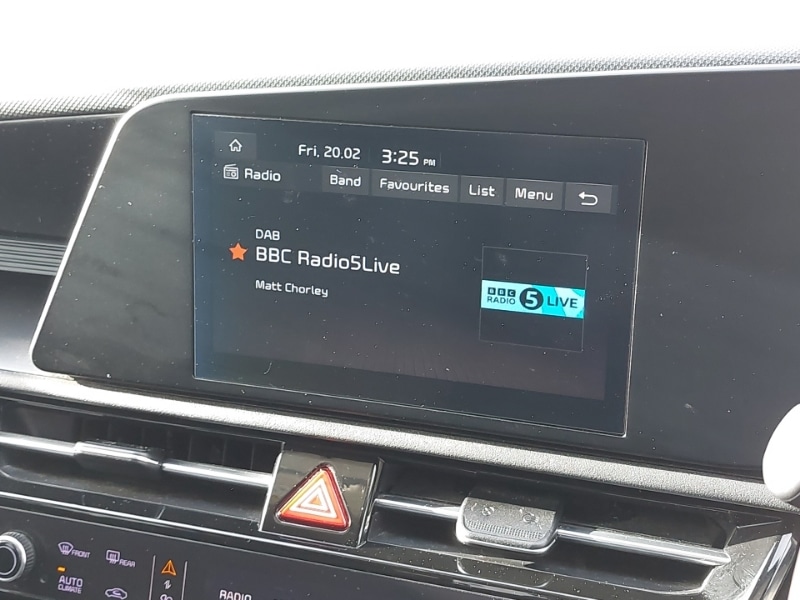 Fri, 20.02 3:25 PM
Radio Band Favourites List Menu
DAB
BBC Radio5Live
Matt Chorley
BBC
RADIO 5 LIVE
FRONT REAR
AUTO
CLIMATE
RADIO